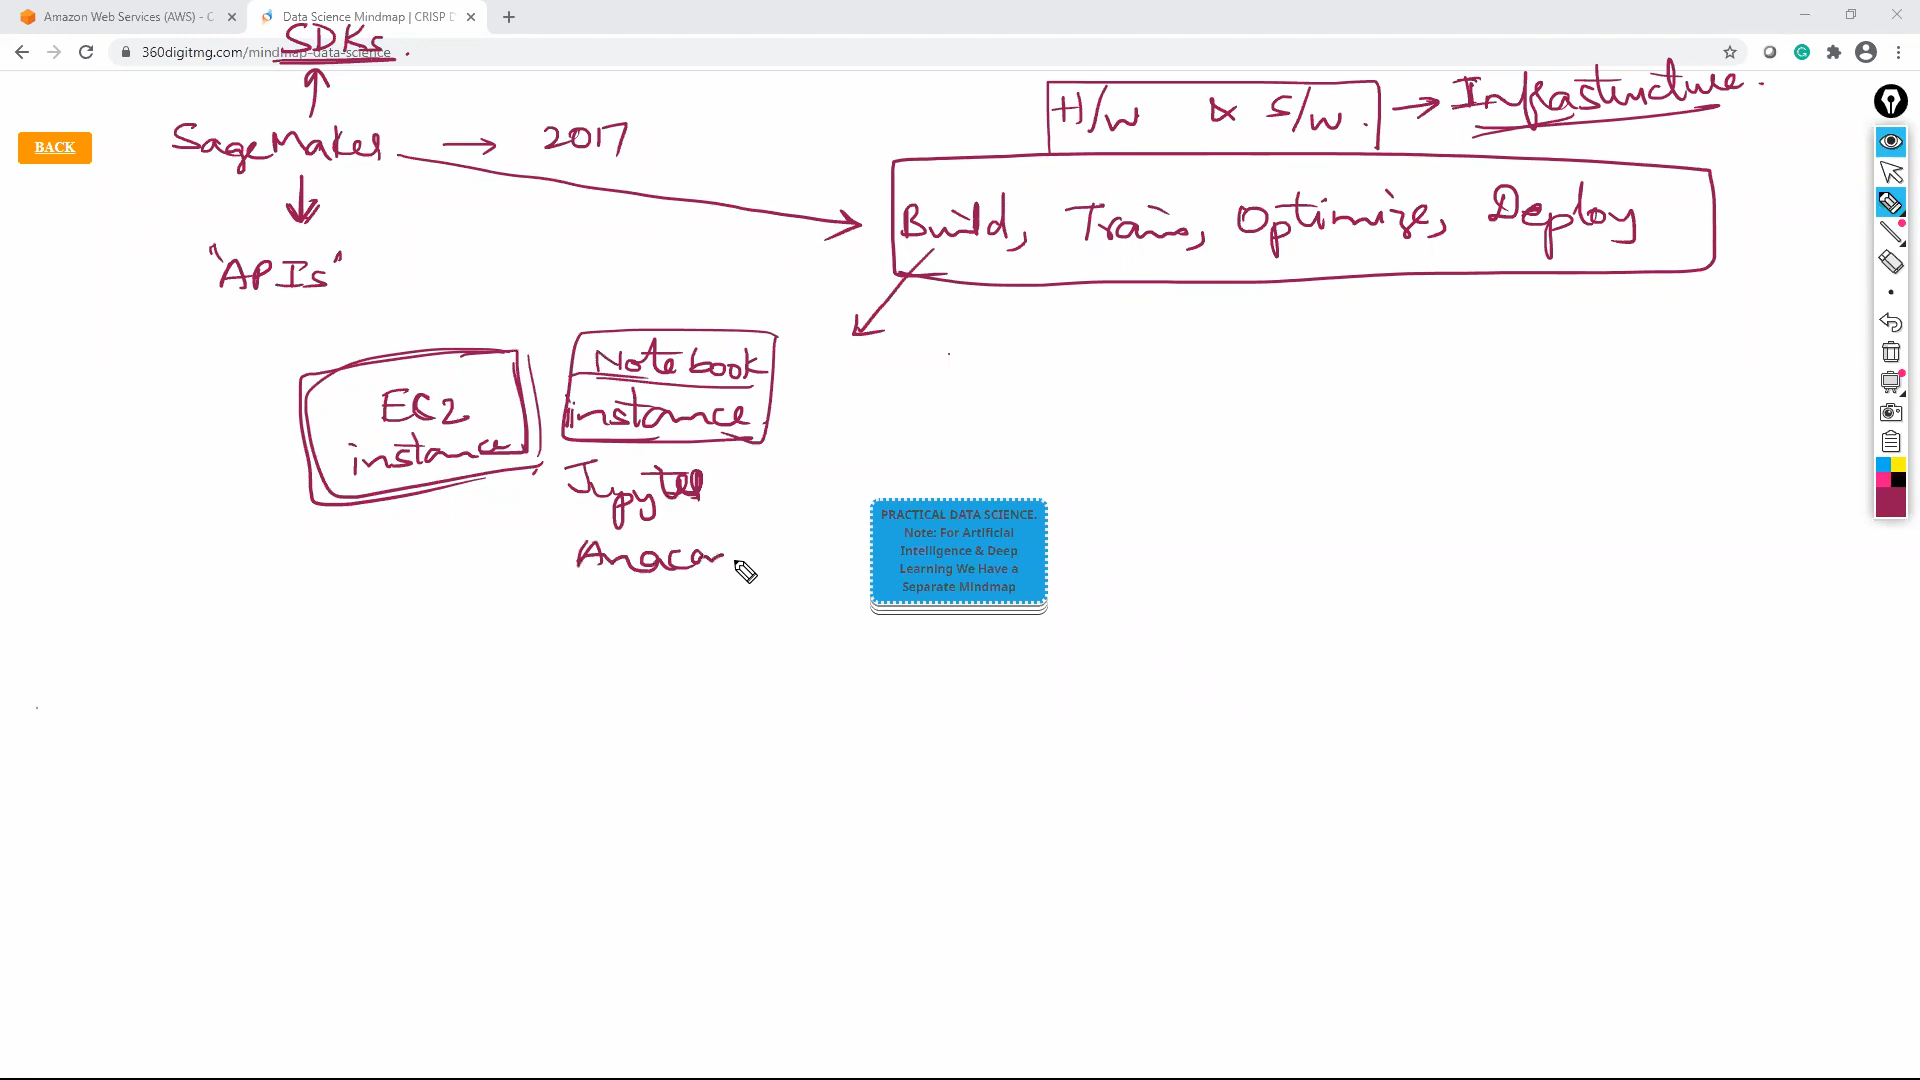 Amazon Web Services (AWS) - C
Data Science Mindmap | CRISP D
360digitmg.com/mindmap-data-science
SDKs.
H/W & S/W. → Infrastructure.
BACK
SageMaker → 2017
Build, Train, Optimize, Deploy
"APIs"
Notebook
instance.
EC2
instance
Jupyter
Anacon
PRACTICAL DATA SCIENCE.
Note: For Artificial
Intelligence & Deep
Learning We Have a
Separate Mindmap